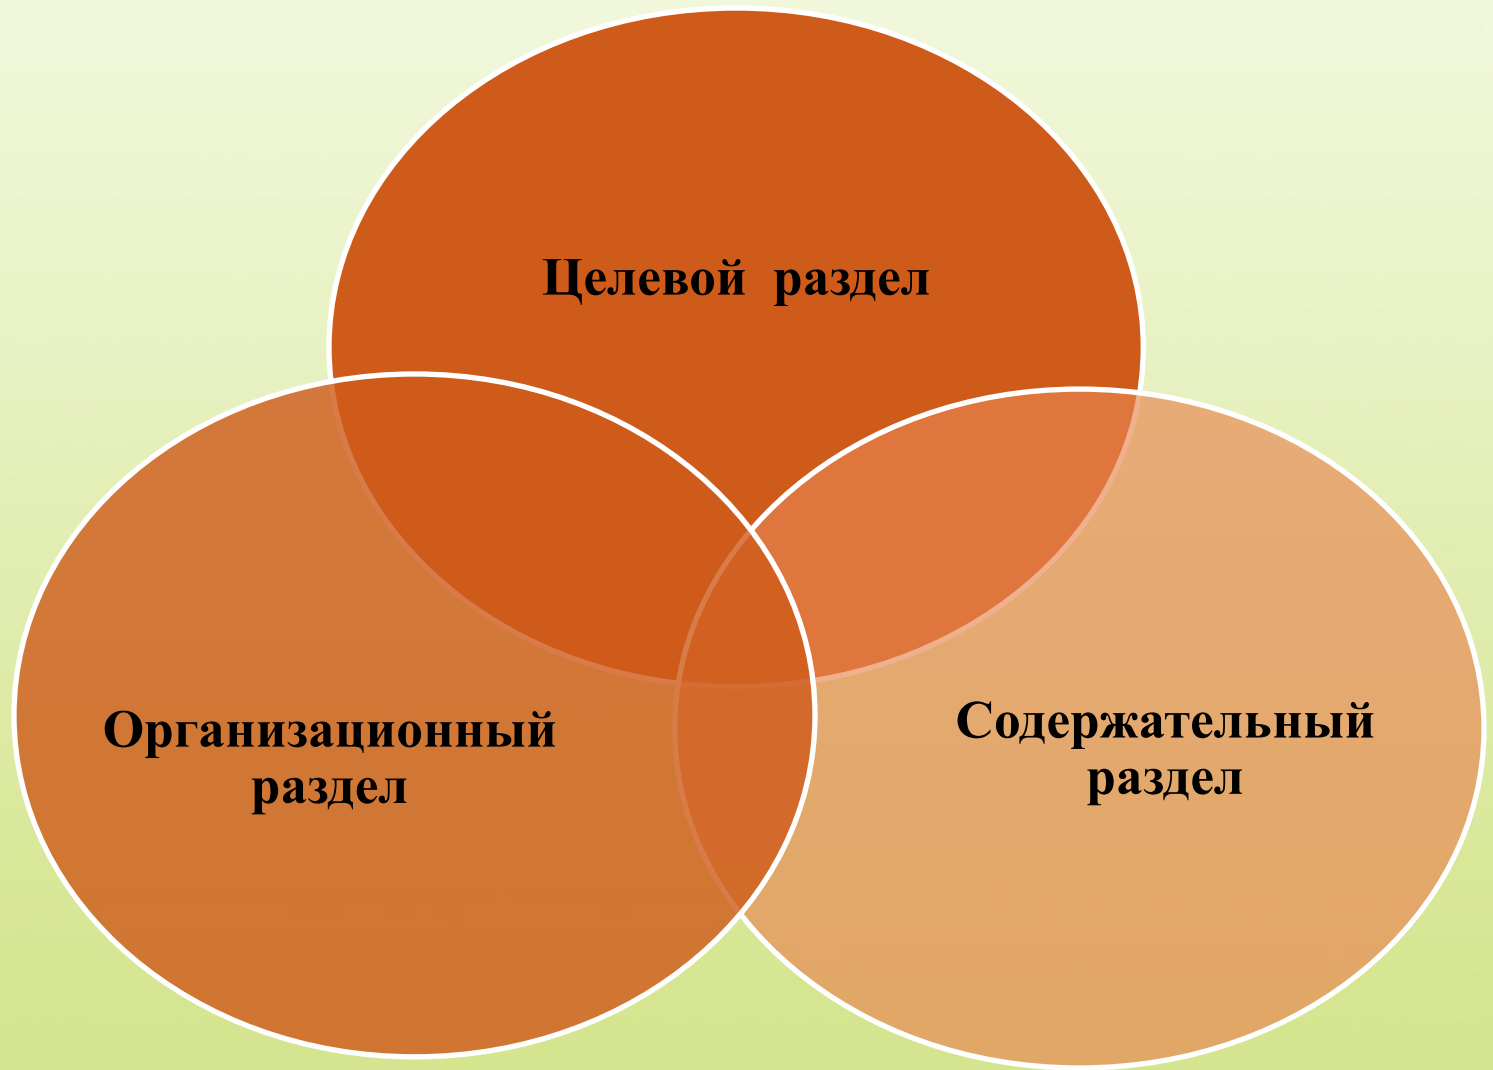 Целевой раздел
Организационный
раздел
Содержательный
раздел